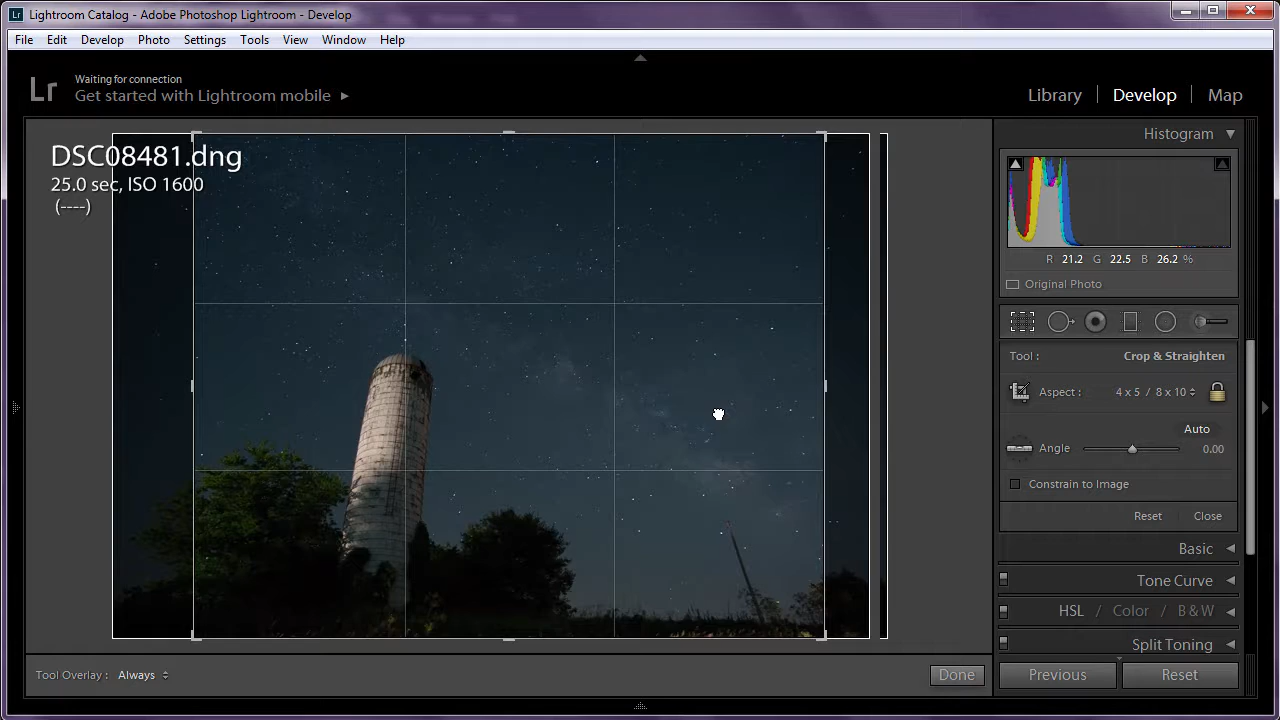 Lr Lightroom Catalog - Adobe Photoshop Lightroom - Develop
File Edit Develop Photo Settings Tools View Window Help
Lr
Waiting for connection
Get started with Lightroom mobile ▶
Library | Develop | Map
DSC08481.dng
25.0 sec, ISO 1600
(----)
Histogram
R 21.2 G 22.5 B 26.2 %
Original Photo
Tool : Crop & Straighten
Aspect : 4 x 5 / 8 x 10
Auto
Angle 0.00
Constrain to Image
Reset Close
Basic
Tone Curve
HSL / Color / B & W
Split Toning
Previous Reset
Tool Overlay : Always
Done